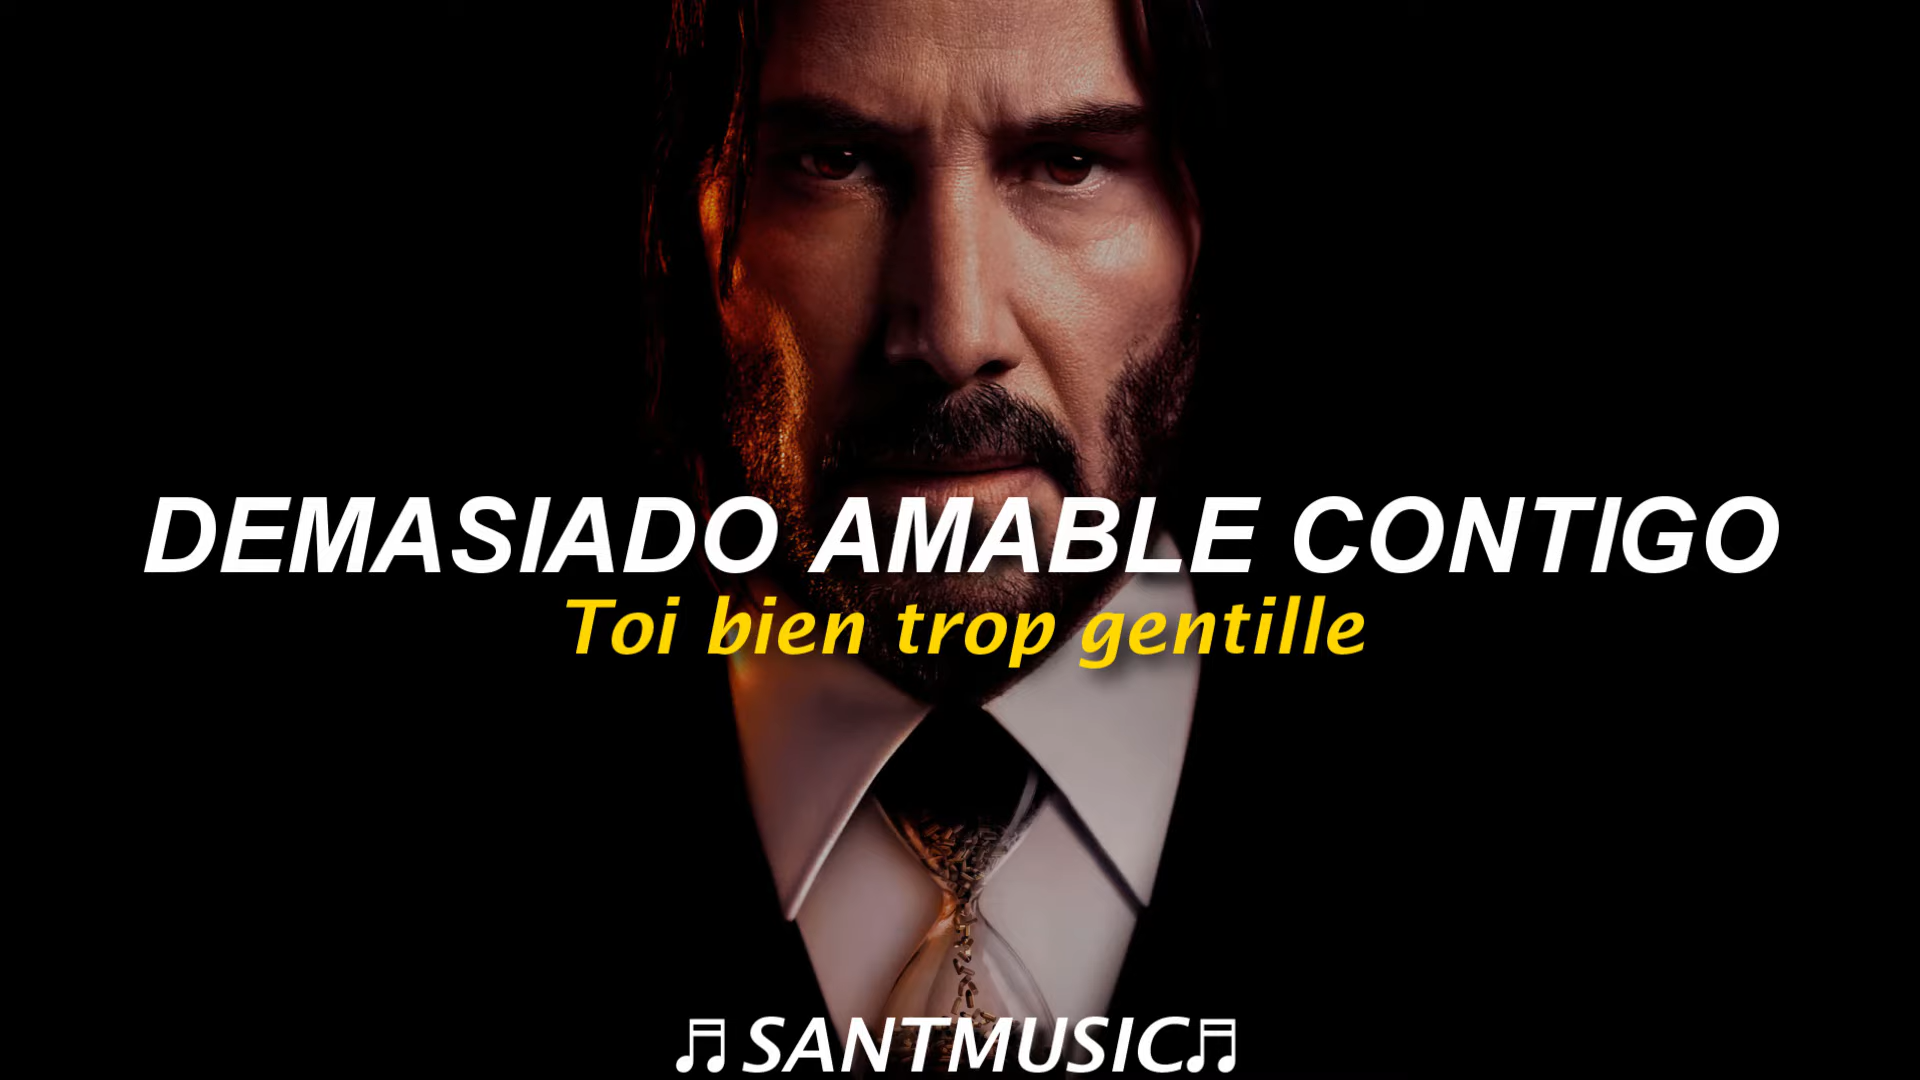 DEMASIADO AMABLE CONTIGO
Toi bien trop gentille
♬SANTMUSIC♬